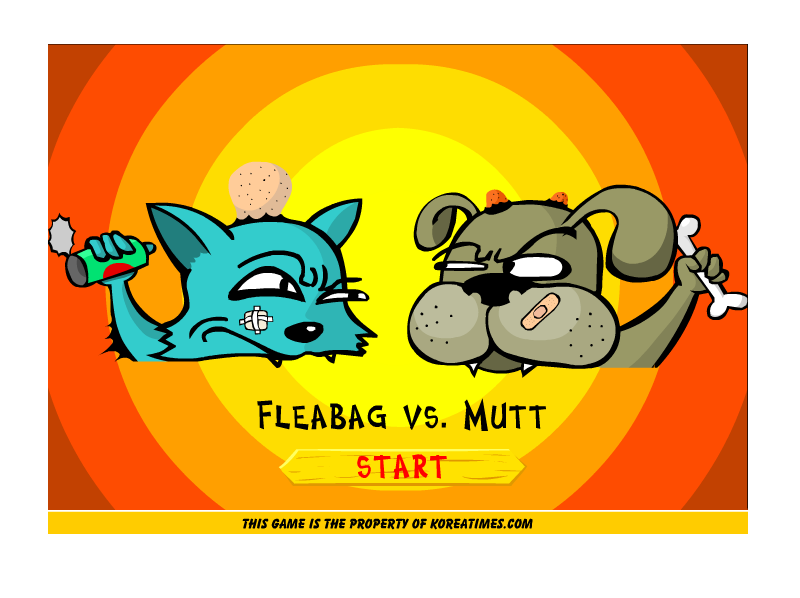 Fleabag vs. Mutt
START
THIS GAME IS THE PROPERTY OF KOREATIMES.COM